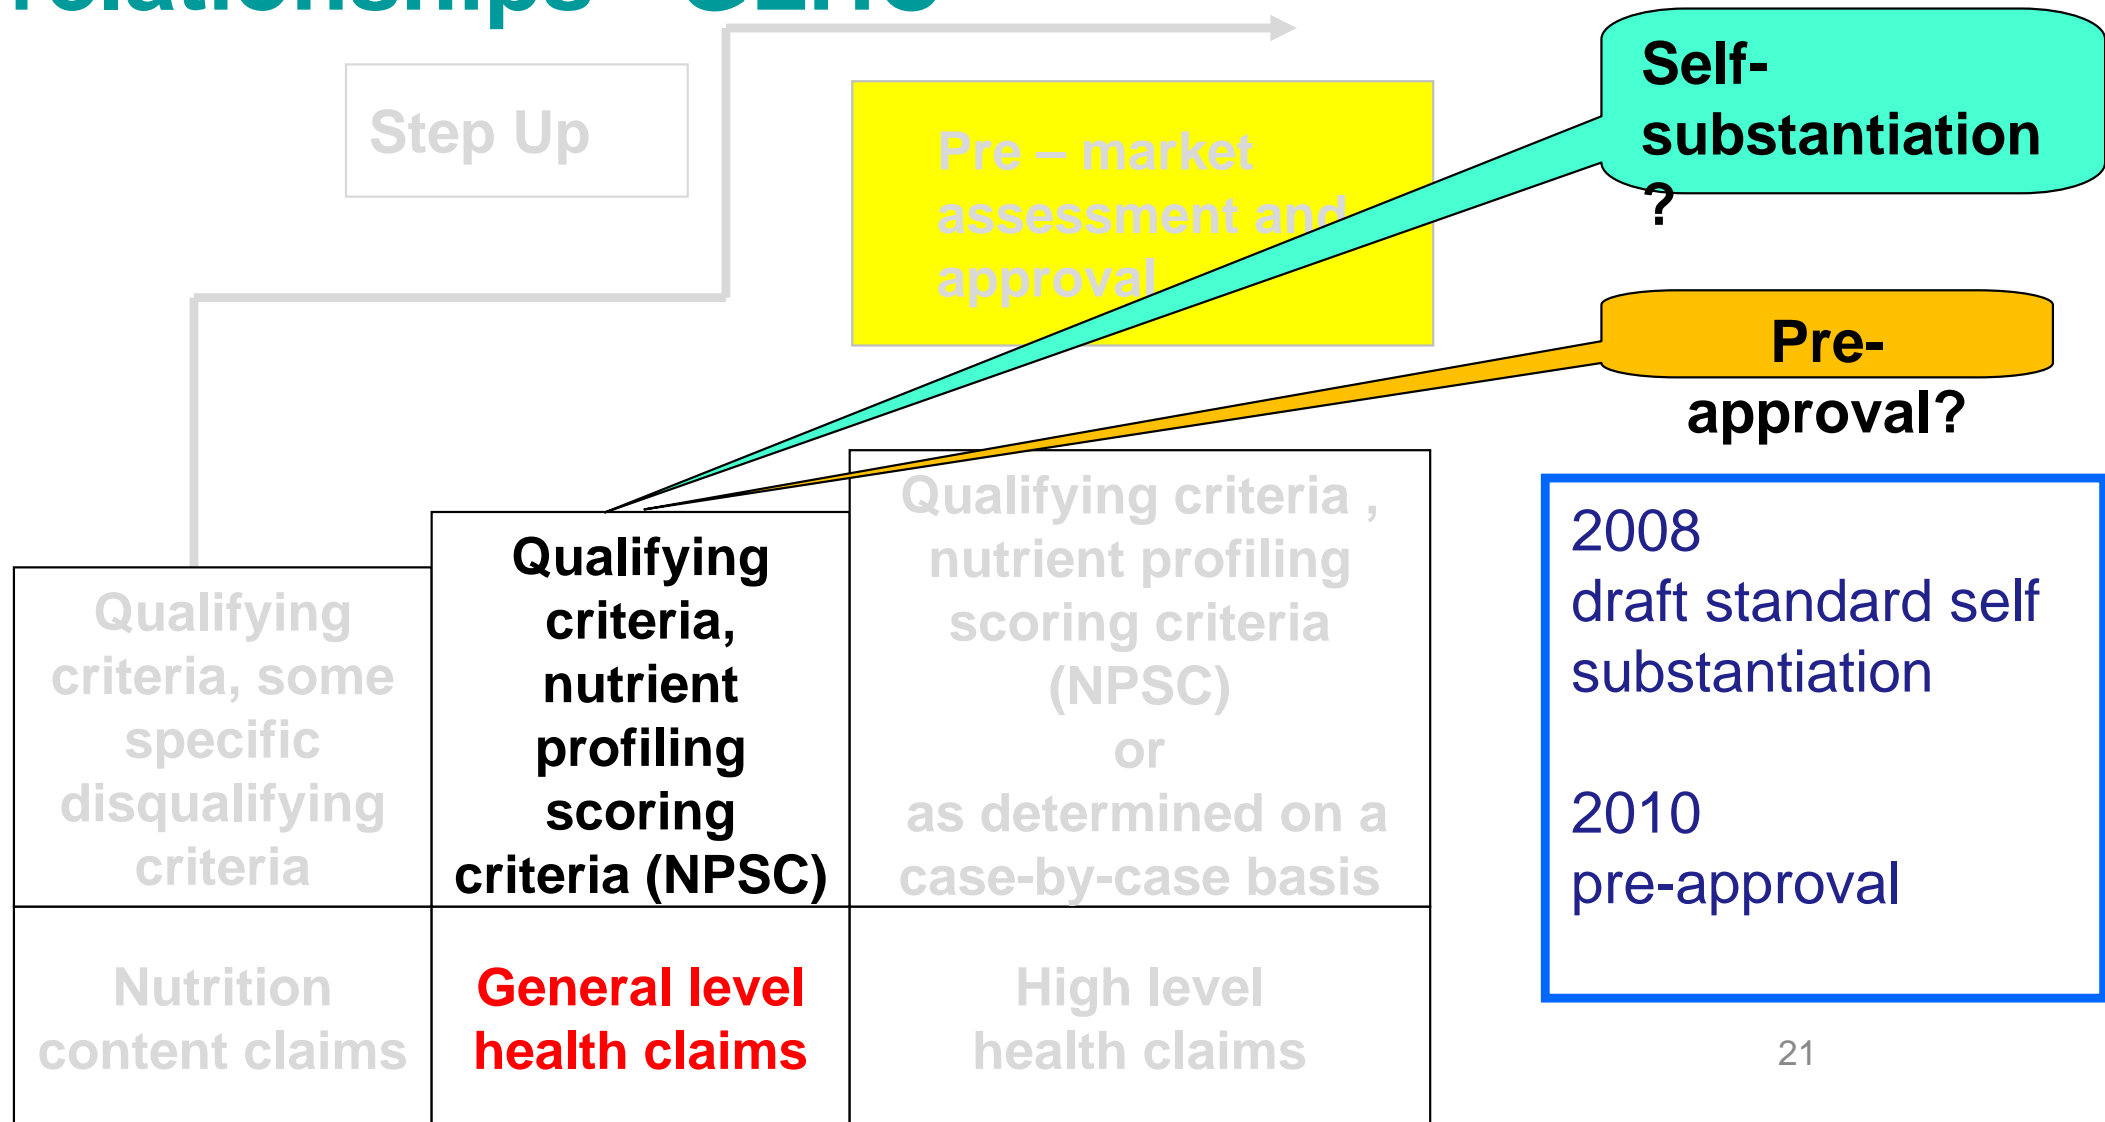 Step Up
Pre – market
assessment and
approval
Self-
substantiation
?
Pre-
approval?
Qualifying
criteria, some
specific
disqualifying
criteria
Qualifying
criteria,
nutrient
profiling
scoring
criteria (NPSC)
Qualifying criteria ,
nutrient profiling
scoring criteria
(NPSC)
or
as determined on a
case-by-case basis
2008
draft standard self
substantiation
2010
pre-approval
Nutrition
content claims
General level
health claims
High level
health claims
21